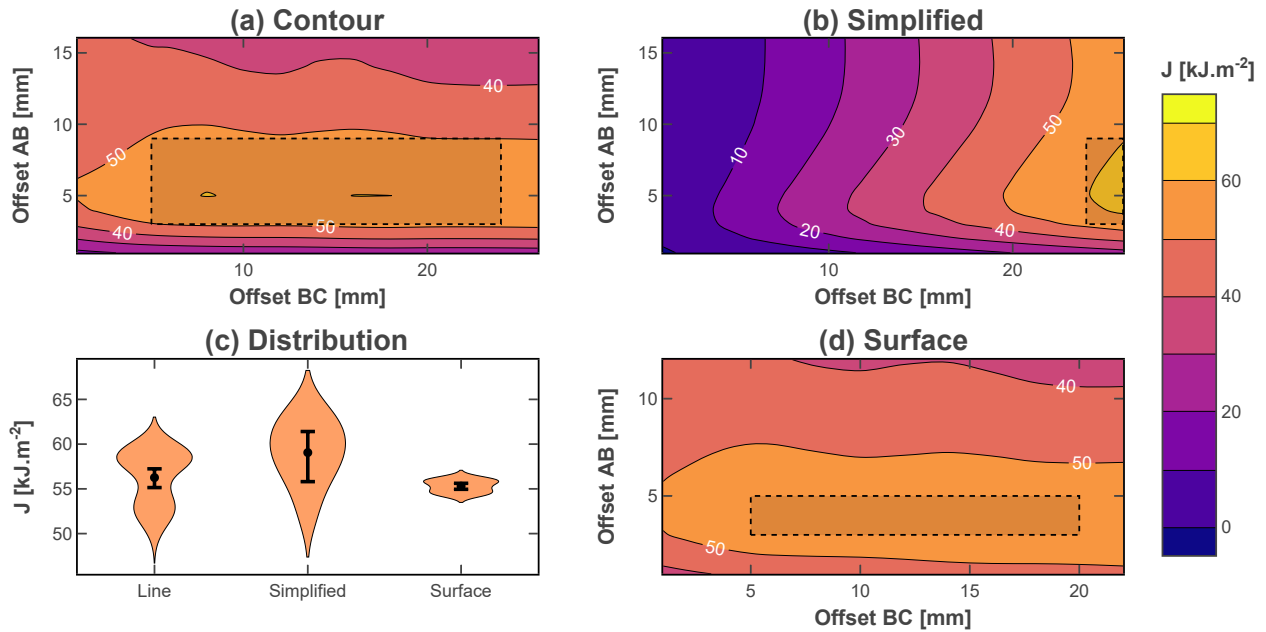 (a) Contour
(b) Simplified
J [kJ.m-2]
Offset AB [mm]
15
10
5
50
40
50
40
10
20
Offset BC [mm]
Offset AB [mm]
15
10
5
10
20
30
40
50
10
20
Offset BC [mm]
60
40
20
0
(c) Distribution
(d) Surface
J [kJ.m-2]
65
60
55
50
Line
Simplified
Surface
Offset AB [mm]
10
5
40
50
50
5
10
15
20
Offset BC [mm]